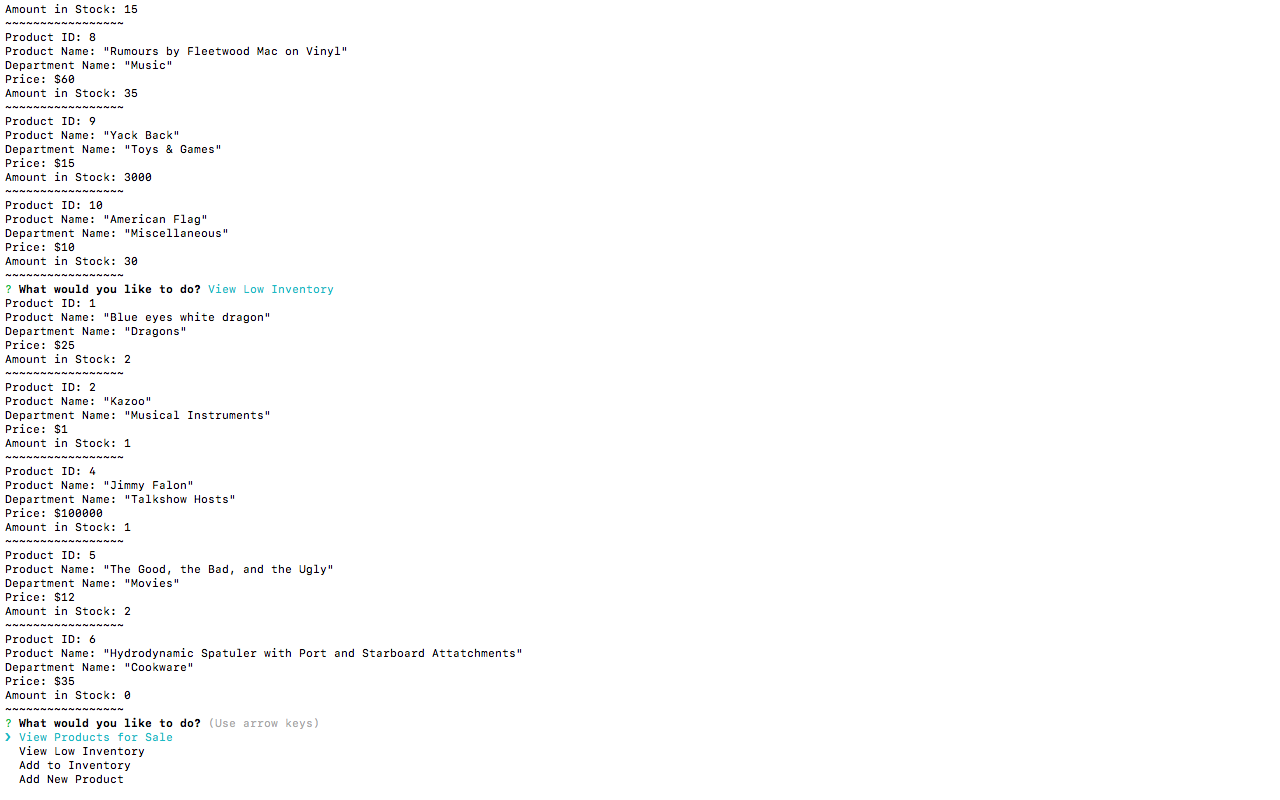 Amount in Stock: 15
~~~~~~~~~~~~~~~~~
Product ID: 8
Product Name: "Rumours by Fleetwood Mac on Vinyl"
Department Name: "Music"
Price: $60
Amount in Stock: 35
~~~~~~~~~~~~~~~~~
Product ID: 9
Product Name: "Yack Back"
Department Name: "Toys & Games"
Price: $15
Amount in Stock: 3000
~~~~~~~~~~~~~~~~~
Product ID: 10
Product Name: "American Flag"
Department Name: "Miscellaneous"
Price: $10
Amount in Stock: 30
~~~~~~~~~~~~~~~~~
? What would you like to do? View Low Inventory
Product ID: 1
Product Name: "Blue eyes white dragon"
Department Name: "Dragons"
Price: $25
Amount in Stock: 2
~~~~~~~~~~~~~~~~~
Product ID: 2
Product Name: "Kazoo"
Department Name: "Musical Instruments"
Price: $1
Amount in Stock: 1
~~~~~~~~~~~~~~~~~
Product ID: 4
Product Name: "Jimmy Falon"
Department Name: "Talkshow Hosts"
Price: $100000
Amount in Stock: 1
~~~~~~~~~~~~~~~~~
Product ID: 5
Product Name: "The Good, the Bad, and the Ugly"
Department Name: "Movies"
Price: $12
Amount in Stock: 2
~~~~~~~~~~~~~~~~~
Product ID: 6
Product Name: "Hydrodynamic Spatuler with Port and Starboard Attatchments"
Department Name: "Cookware"
Price: $35
Amount in Stock: 0
~~~~~~~~~~~~~~~~~
? What would you like to do? (Use arrow keys)
❯ View Products for Sale
View Low Inventory
Add to Inventory
Add New Product